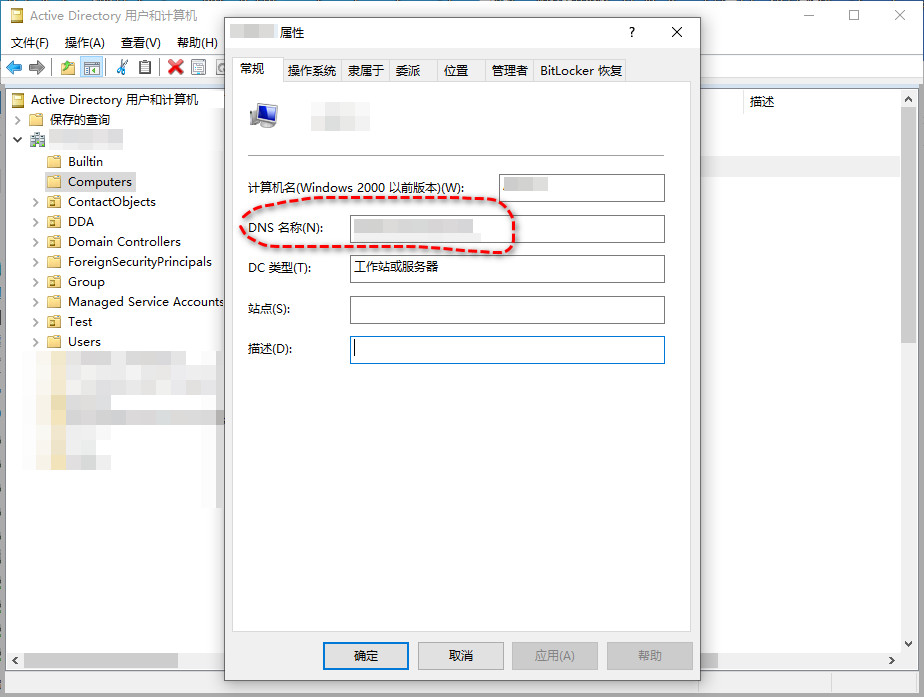 Active Directory 用户和计算机
文件(F) 操作(A) 查看(V) 帮助(H)
Active Directory 用户和计算机
保存的查询
Builtin
Computers
ContactObjects
DDA
Domain Controllers
ForeignSecurityPrincipals
Group
Managed Service Accounts
Test
Users
描述
属性
?
常规 操作系统 隶属于 委派 位置 管理者 BitLocker 恢复
计算机名(Windows 2000 以前版本)(W):
DNS 名称(N):
DC 类型(T): 工作站或服务器
站点(S):
描述(D):
确定 取消 应用(A) 帮助